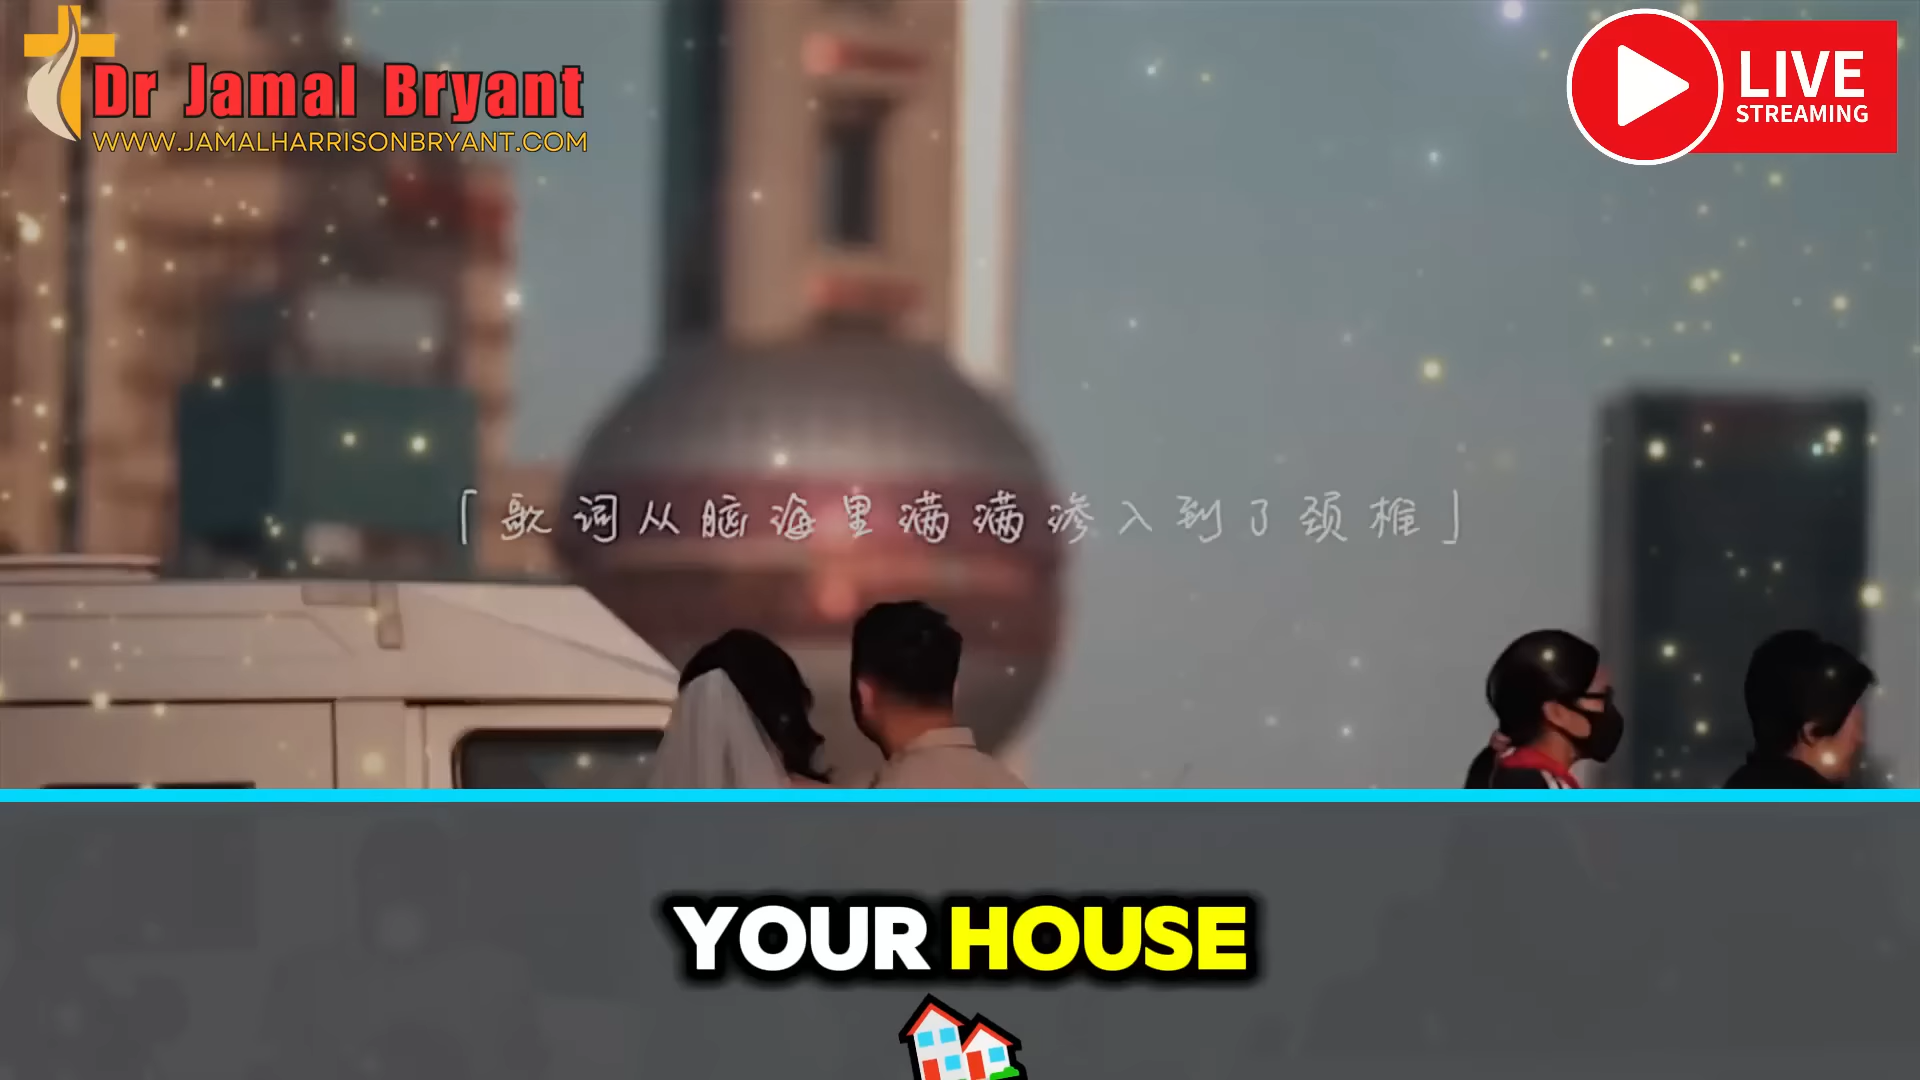 Dr Jamal Bryant
WWW.JAMALHARRISONBRYANT.COM
LIVE
STREAMING
「歌词从脑海里满满渗入到了颈椎」
YOUR HOUSE